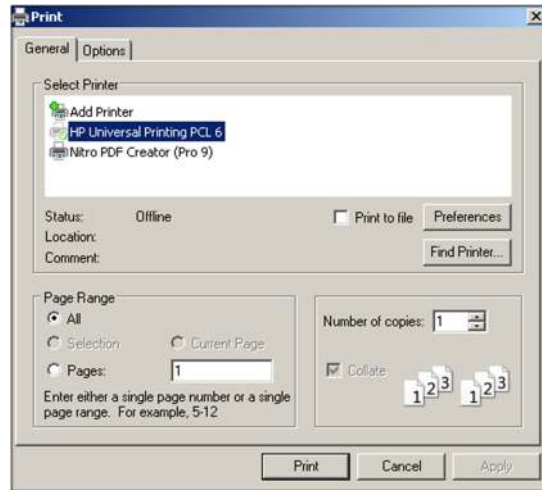 Print
General Options
Select Printer
Add Printer
HP Universal Printing PCL 6
Nitro PDF Creator (Pro 9)
Status: Offline
Print to file
Preferences
Location:
Comment:
Find Printer...
Page Range
All
Selection
Current Page
Pages: 1
Enter either a single page number or a single
page range. For example, 5-12
Number of copies: 1
Collate
1 2 3 1 2 3
Print Cancel Apply